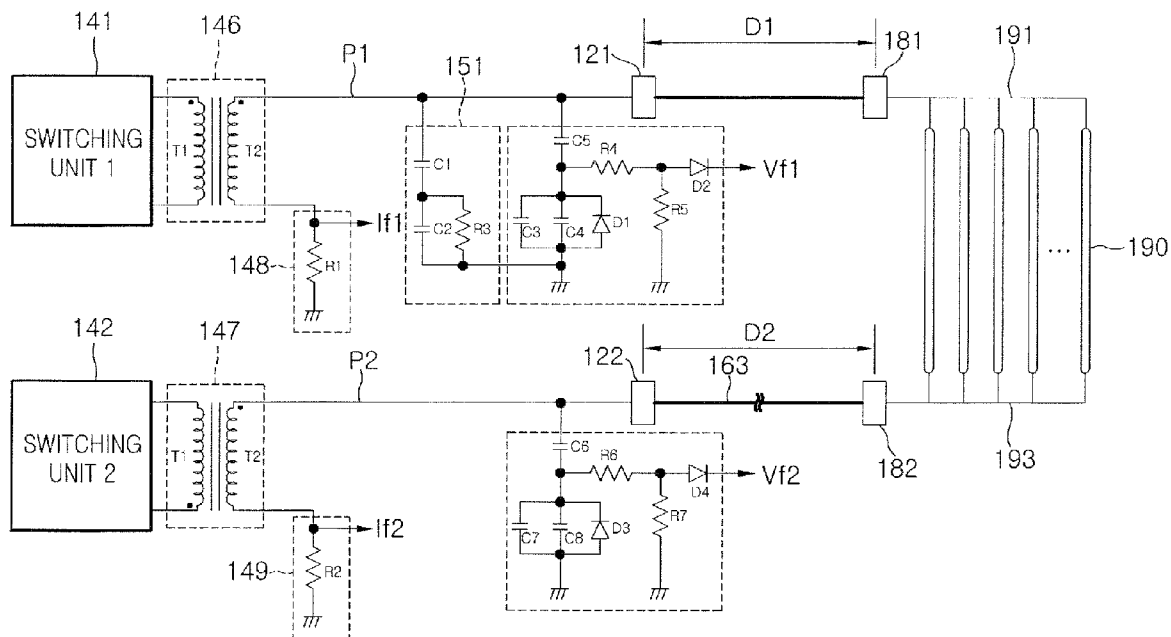 141
146
P1
151
121
D1
181
191
SWITCHING
UNIT 1
T1
T2
C1
C2
R3
C5
R4
D2
Vf1
C3
C4
D1
R5
If1
148
R1
...
190
142
147
P2
122
D2
163
182
193
SWITCHING
UNIT 2
T1
T2
C6
R6
D4
Vf2
C7
C8
D3
R7
If2
149
R2